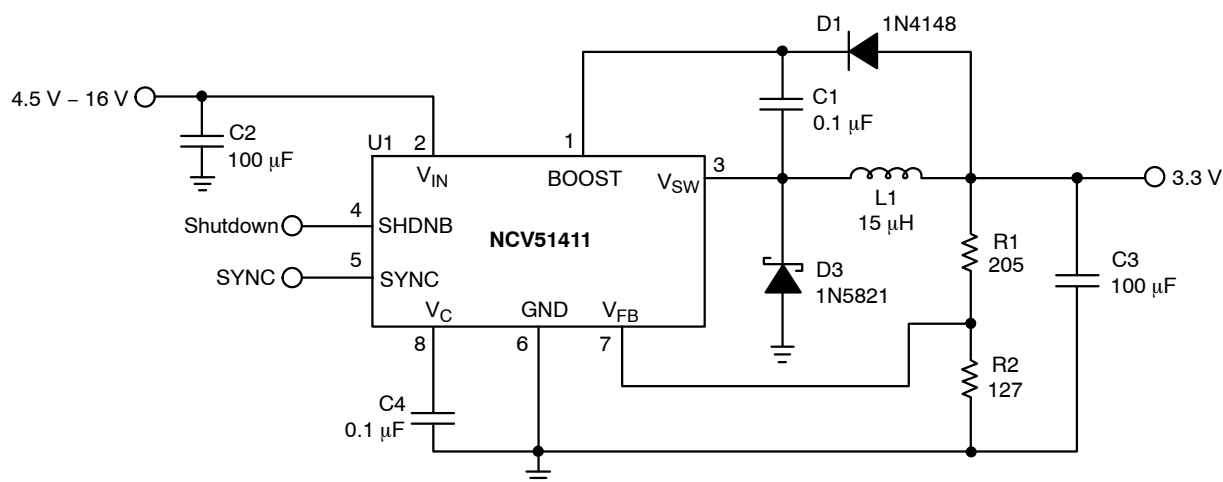 D1
1N4148
4.5 V – 16 V
C2
100 μF
C1
0.1 μF
U1
2
1
3
3.3 V
V_IN
BOOST
V_SW
L1
15 μH
Shutdown
4
SHDNB
NCV51411
R1
205
C3
100 μF
SYNC
5
SYNC
D3
1N5821
V_C
GND
V_FB
8
6
7
R2
127
C4
0.1 μF